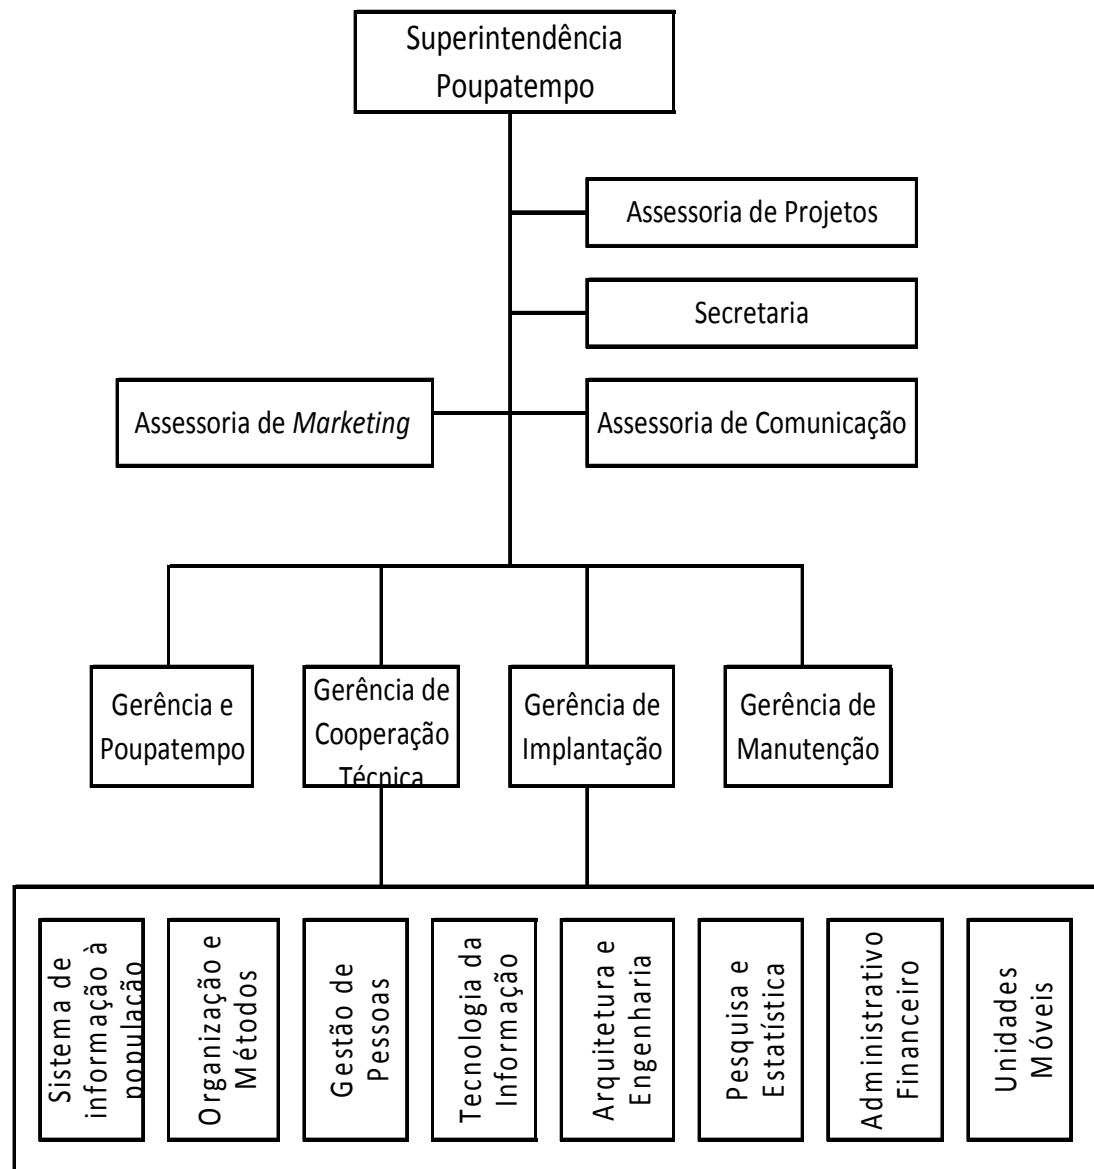 Superintendência
Poupatempo
Assessoria de Projetos
Secretaria
Assessoria de Marketing
Assessoria de Comunicação
Gerência e
Poupatempo
Gerência de
Cooperação
Técnica
Gerência de
Implantação
Gerência de
Manutenção
Sistema de
informação à
população
Organização e
Métodos
Gestão de
Pessoas
Tecnologia da
Informação
Arquitetura e
Engenharia
Pesquisa e
Estatística
Administrativo
Financeiro
Unidades
Móveis